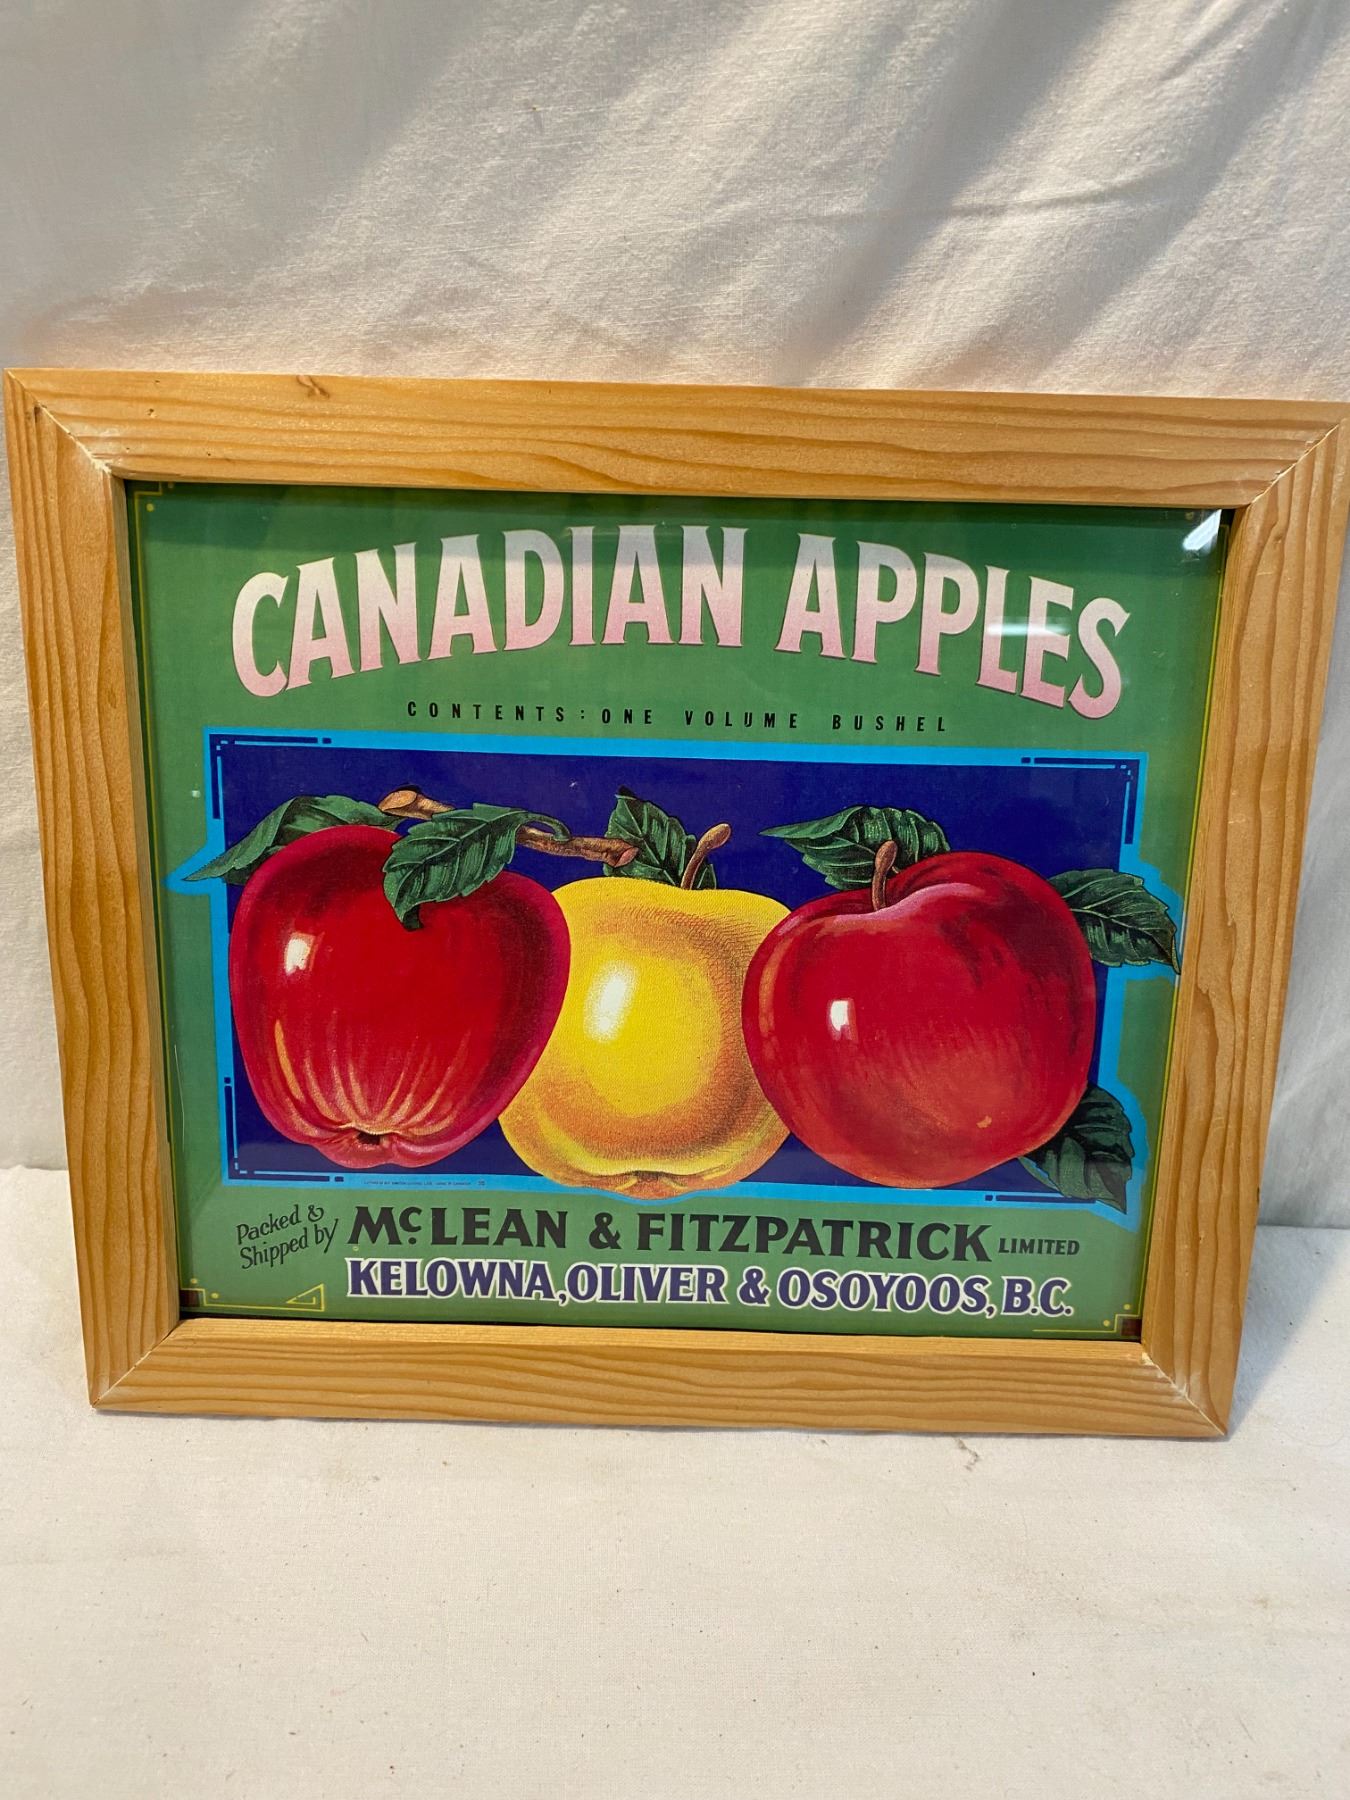 CANADIAN APPLES
CONTENTS: ONE VOLUME BUSHEL
Packed &
Shipped by
McLEAN & FITZPATRICK LIMITED
KELOWNA, OLIVER & OSOYOOS, B.C.